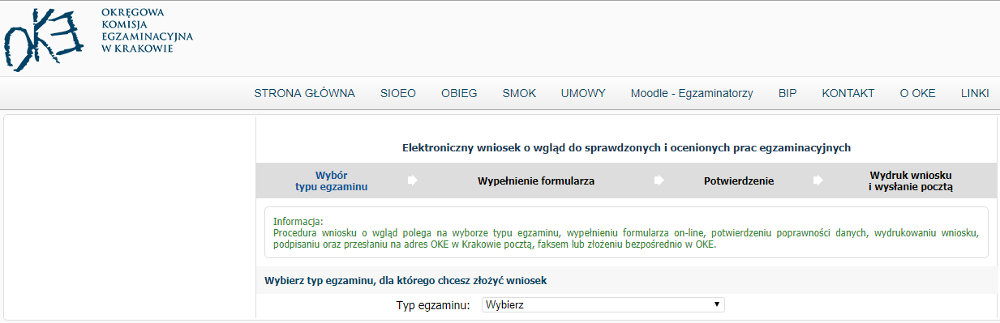 OKE
OKRĘGOWA
KOMISJA
EGZAMINACYJNA
W KRAKOWIE
STRONA GŁÓWNA SIOEO OBIEG SMOK UMOWY Moodle - Egzaminatorzy BIP KONTAKT O OKE LINKI
Elektroniczny wniosek o wgląd do sprawdzonych i ocenionych prac egzaminacyjnych
Wybór
typu egzaminu
Wypełnienie formularza
Potwierdzenie
Wydruk wniosku
i wysłanie pocztą
Informacja:
Procedura wniosku o wgląd polega na wyborze typu egzaminu, wypełnieniu formularza on-line, potwierdzeniu poprawności danych, wydrukowaniu wniosku,
podpisaniu oraz przesłaniu na adres OKE w Krakowie pocztą, faksem lub złożeniu bezpośrednio w OKE.
Wybierz typ egzaminu, dla którego chcesz złożyć wniosek
Typ egzaminu: Wybierz